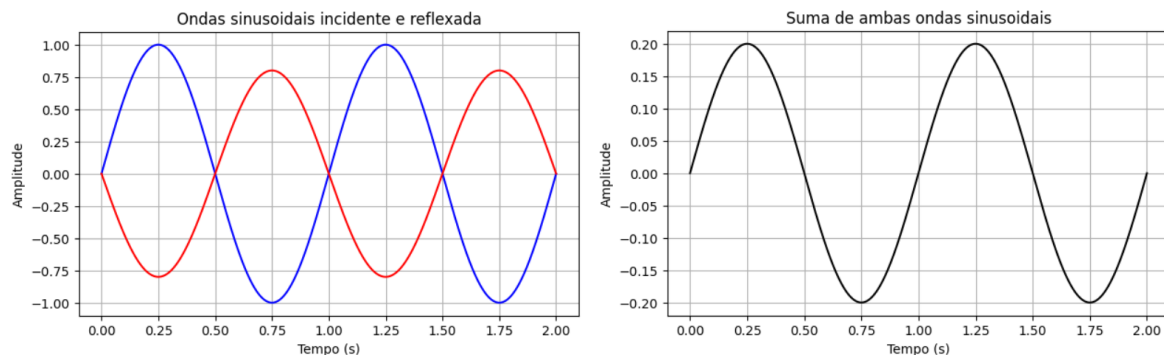 Ondas sinusoidais incidente e reflexada
1.00
0.75
0.50
0.25
0.00
−0.25
−0.50
−0.75
−1.00
Amplitude
0.00 0.25 0.50 0.75 1.00 1.25 1.50 1.75 2.00
Tempo (s)
Suma de ambas ondas sinusoidais
0.20
0.15
0.10
0.05
0.00
−0.05
−0.10
−0.15
−0.20
Amplitude
0.00 0.25 0.50 0.75 1.00 1.25 1.50 1.75 2.00
Tempo (s)